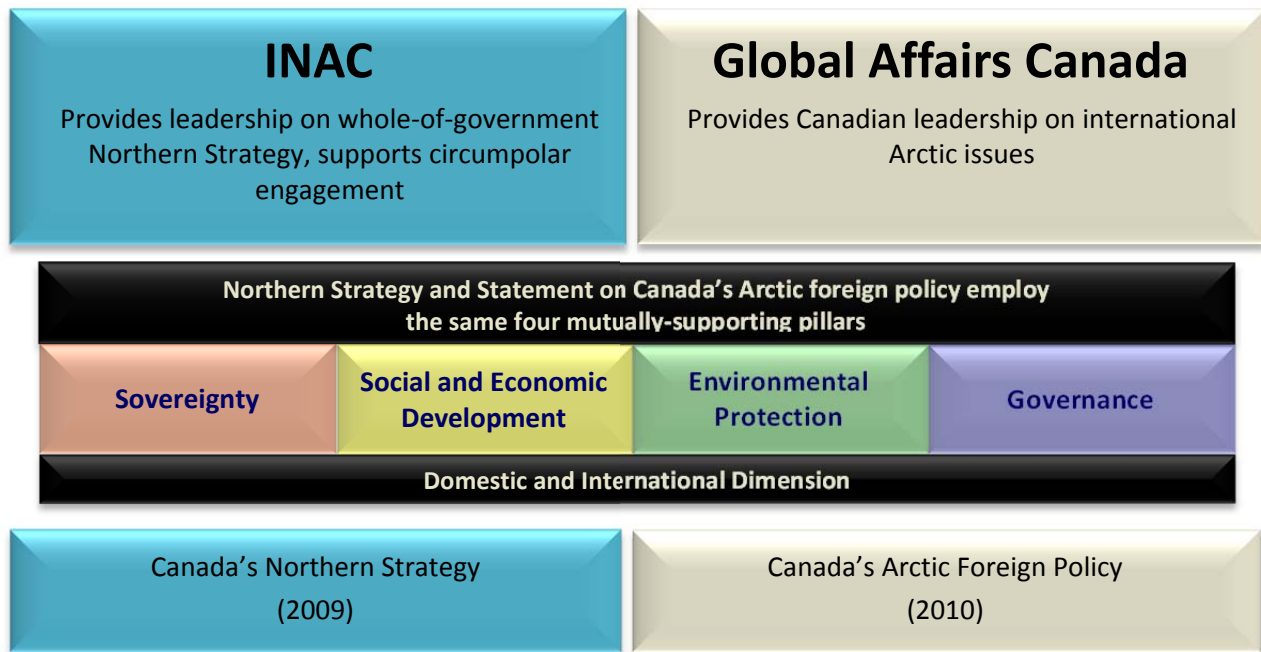 INAC
Provides leadership on whole-of-government
Northern Strategy, supports circumpolar
engagement
Global Affairs Canada
Provides Canadian leadership on international
Arctic issues
Northern Strategy and Statement on Canada’s Arctic foreign policy employ
the same four mutually-supporting pillars
Sovereignty
Social and Economic
Development
Environmental
Protection
Governance
Domestic and International Dimension
Canada’s Northern Strategy
(2009)
Canada’s Arctic Foreign Policy
(2010)